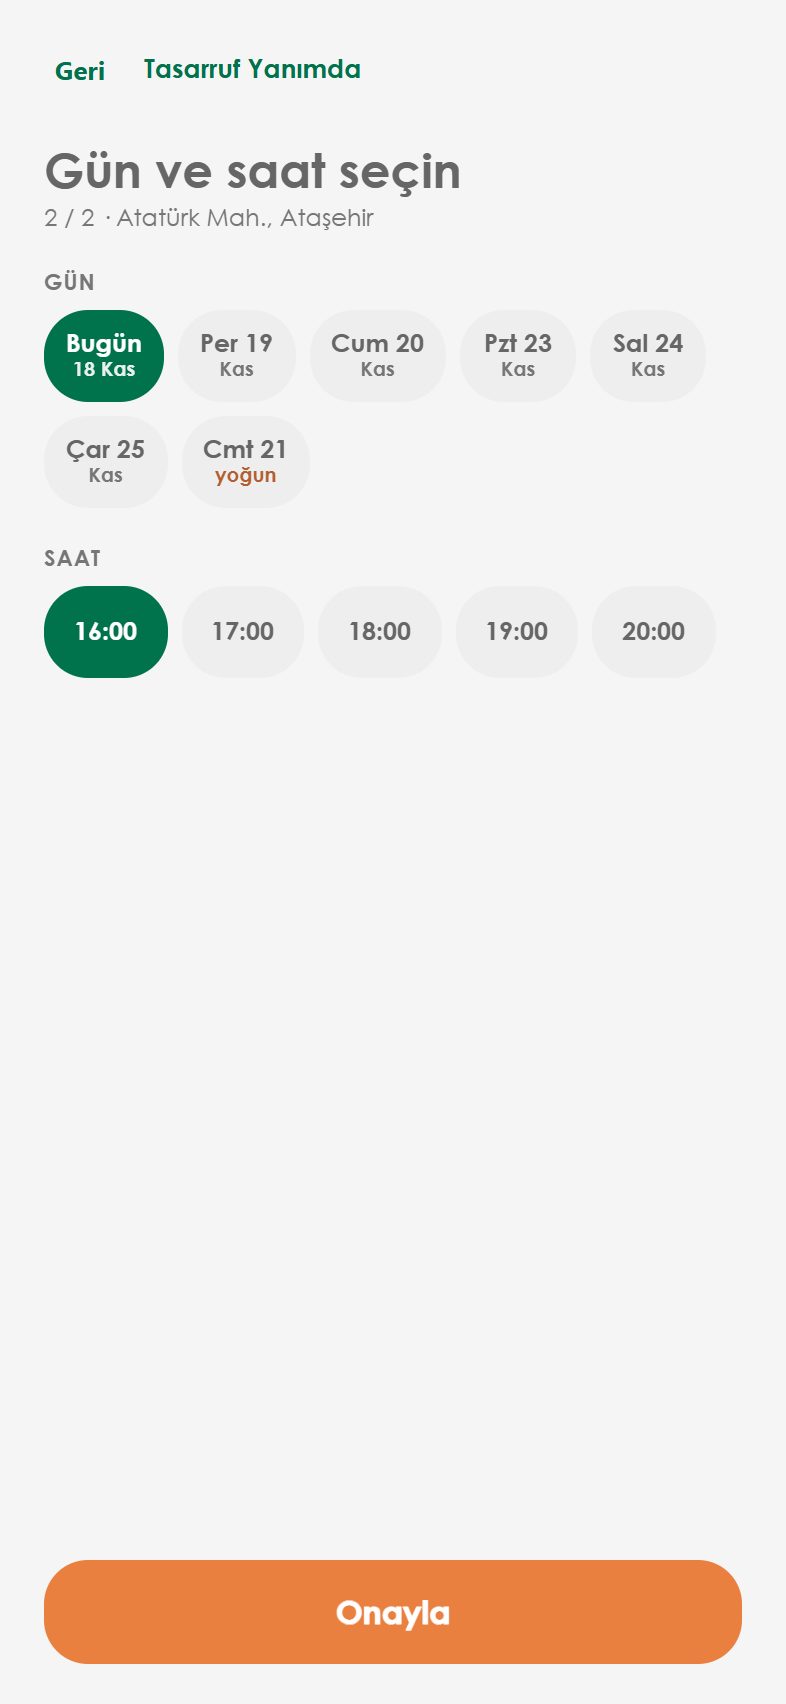 Geri
Tasarruf Yanımda
Gün ve saat seçin
2 / 2 · Atatürk Mah., Ataşehir
GÜN
Bugün
18 Kas
Per 19
Kas
Cum 20
Kas
Pzt 23
Kas
Sal 24
Kas
Çar 25
Kas
Cmt 21
yoğun
SAAT
16:00
17:00
18:00
19:00
20:00
Onayla